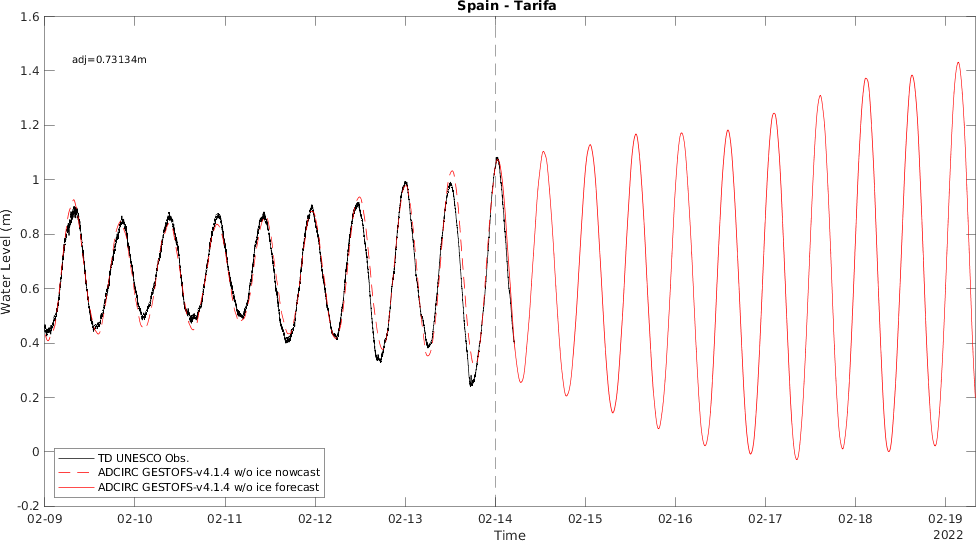 Spain - Tarifa
adj=0.73134m
Water Level (m)
1.6
1.4
1.2
1
0.8
0.6
0.4
0.2
0
-0.2
TD UNESCO Obs.
ADCIRC GESTOFS-v4.1.4 w/o ice nowcast
ADCIRC GESTOFS-v4.1.4 w/o ice forecast
02-09 02-10 02-11 02-12 02-13 02-14 02-15 02-16 02-17 02-18 02-19
Time
2022